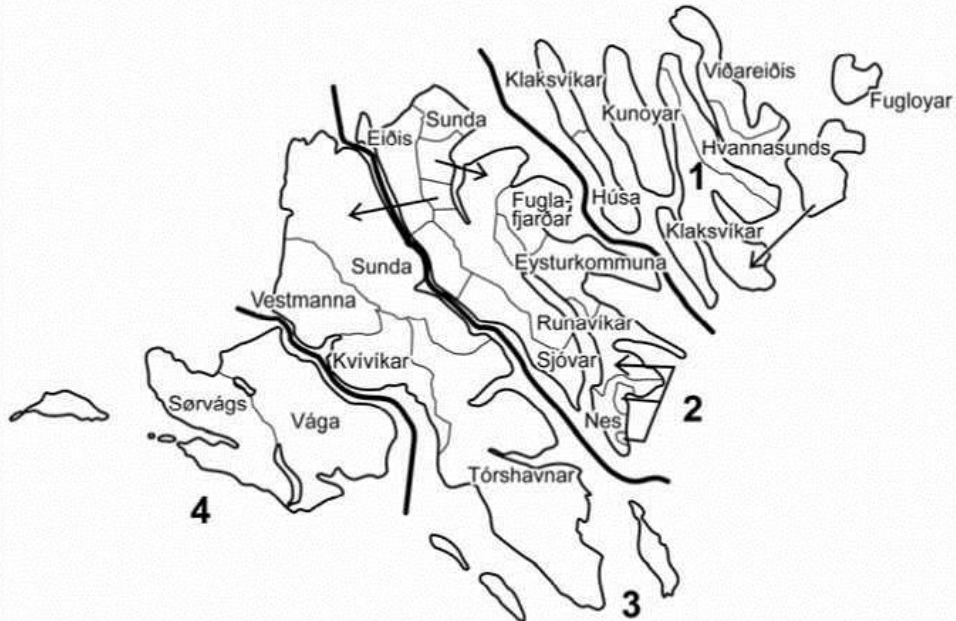 Klaksvíkar
Viðareiðis
Fugloyar
Sunda
Kunoyar
Eiðis
Hvannasunds
1
Fugla-
fjarðar
Húsa
Klaksvíkar
Sunda
Eysturkommuna
Vestmanna
Runavíkar
Kvívíkar
Sjóvar
Sørvágs
Vága
Nes
2
Tórshavnar
4
3